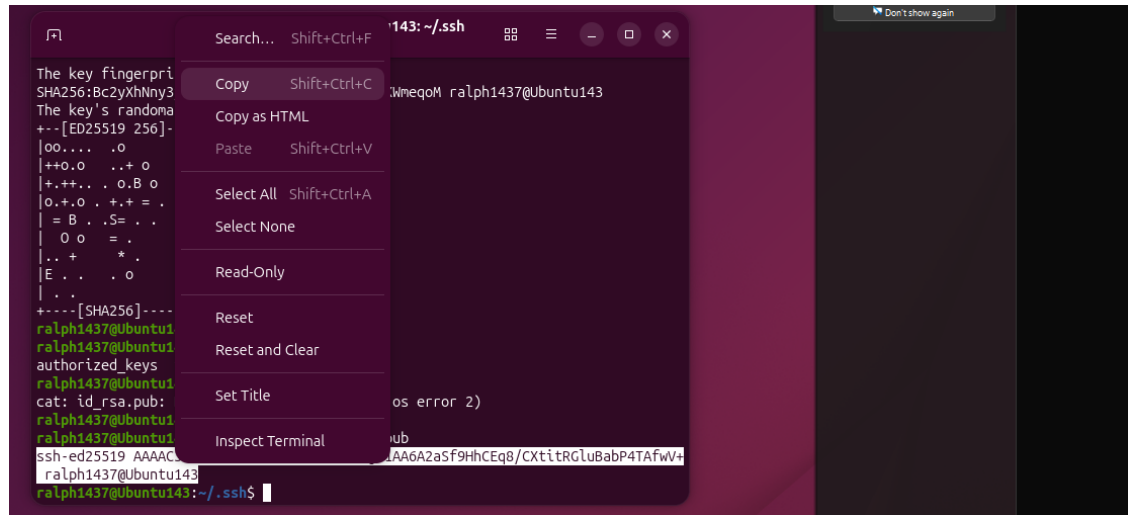 Don't show again
143: ~/.ssh
Search... Shift+Ctrl+F
Copy Shift+Ctrl+C
Copy as HTML
Paste Shift+Ctrl+V
Select All Shift+Ctrl+A
Select None
Read-Only
Reset
Reset and Clear
Set Title
Inspect Terminal
The key fingerpri
SHA256:Bc2yXhNny3 WmeqoM ralph1437@Ubuntu143
The key's randoma
+--[ED25519 256]-
|oo.... .o
|++o.o ..+ o
|+.++.. . o.B o
|o.+.o . +.+ = .
| = B . .S= . .
| O o = .
|.. + * .
|E . . . o
| . .
+----[SHA256]----
ralph1437@Ubuntu1
ralph1437@Ubuntu1
authorized_keys
ralph1437@Ubuntu1
cat: id_rsa.pub: os error 2)
ralph1437@Ubuntu1
ralph1437@Ubuntu1 ub
ssh-ed25519 AAAAC AA6A2aSf9HhCEq8/CXtitRGluBabP4TAfwV+
ralph1437@Ubuntu143
ralph1437@Ubuntu143:~/.ssh$